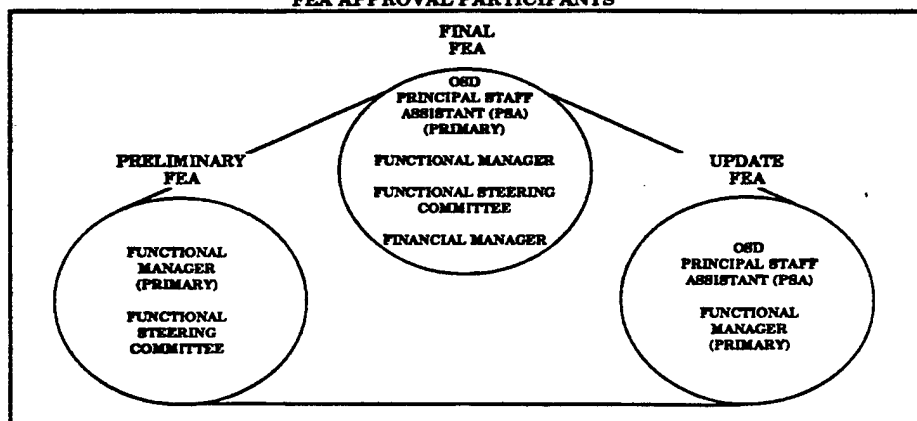 FEA APPROVAL PARTICIPANTS
FINAL
FEA
OSD
PRINCIPAL STAFF
ASSISTANT (PSA)
(PRIMARY)
FUNCTIONAL MANAGER
FUNCTIONAL STEERING
COMMITTEE
FINANCIAL MANAGER
PRELIMINARY
FEA
FUNCTIONAL
MANAGER
(PRIMARY)
FUNCTIONAL
STEERING
COMMITTEE
UPDATE
FEA
OSD
PRINCIPAL STAFF
ASSISTANT (PSA)
FUNCTIONAL
MANAGER
(PRIMARY)